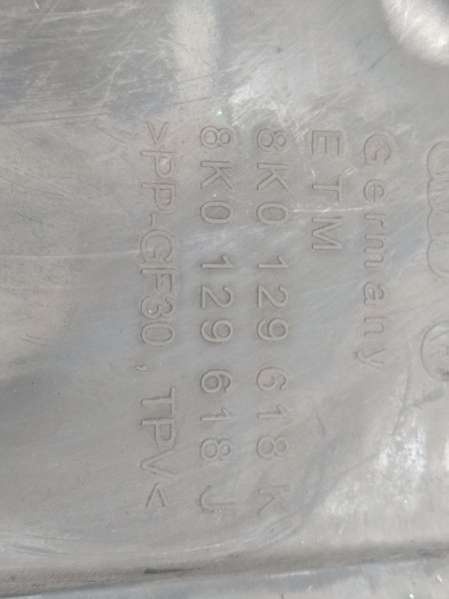 Germany
ETM
8K0 129 618 K
8K0 129 618 J
>PP-GF30, TPV<